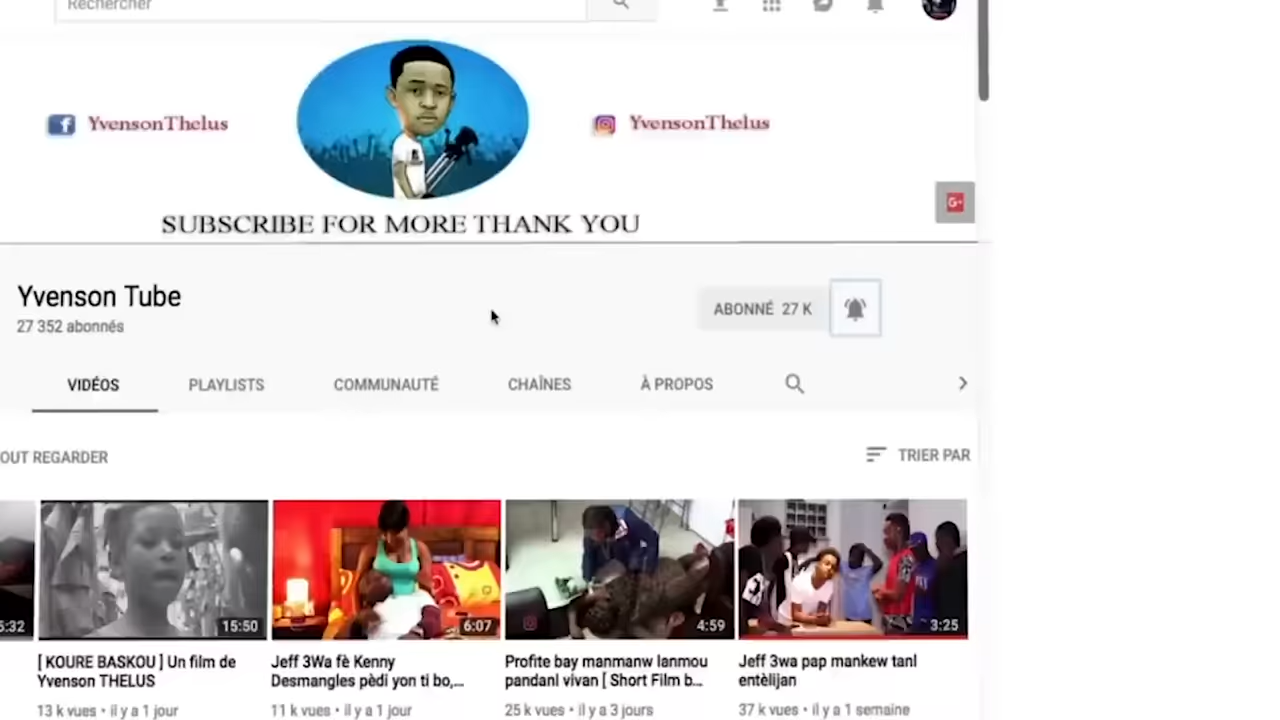 Rechercher
YvensonThelus
YvensonThelus
SUBSCRIBE FOR MORE THANK YOU
G+
Yvenson Tube
27 352 abonnés
ABONNÉ 27 K
VIDÉOS PLAYLISTS COMMUNAUTÉ CHAÎNES À PROPOS
OUT REGARDER
TRIER PAR
5:32
15:50
6:07
4:59
3:25
[ KOURE BASKOU ] Un film de
Yvenson THELUS
13 k vues • il y a 1 jour
Jeff 3Wa fè Kenny
Desmangles pèdi yon ti bo,...
11 k vues • il y a 1 jour
Profite bay manmanw lanmou
pandanl vivan [ Short Film b...
25 k vues • il y a 3 jours
Jeff 3wa pap mankew tanl
entèlijan
37 k vues • il y a 1 semaine